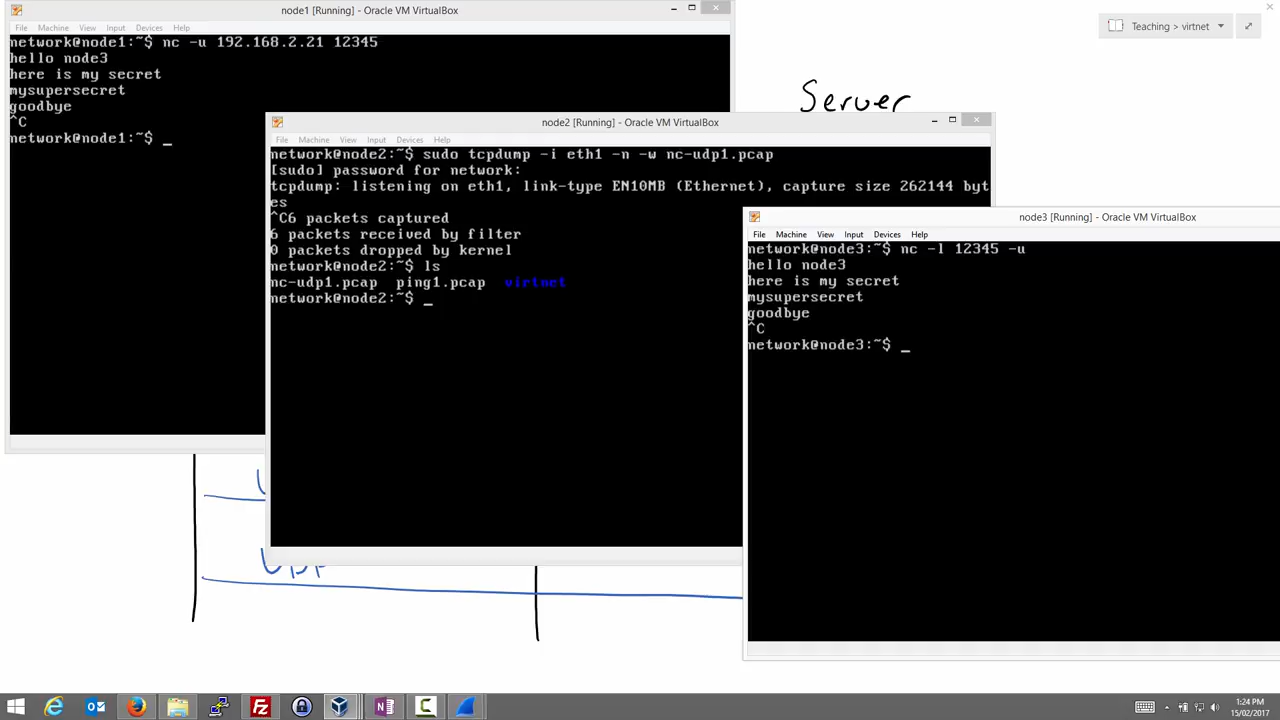 node1 [Running] - Oracle VM VirtualBox
File Machine View Input Devices Help
network@node1:~$ nc -u 192.168.2.21 12345
hello node3
here is my secret
mysupersecret
goodbye
^C
network@node1:~$ _
Teaching > virtnet
Server
node2 [Running] - Oracle VM VirtualBox
File Machine View Input Devices Help
network@node2:~$ sudo tcpdump -i eth1 -n -w nc-udp1.pcap
[sudo] password for network:
tcpdump: listening on eth1, link-type EN10MB (Ethernet), capture size 262144 byt
es
^C6 packets captured
6 packets received by filter
0 packets dropped by kernel
network@node2:~$ ls
nc-udp1.pcap ping1.pcap virtnet
network@node2:~$ _
node3 [Running] - Oracle VM VirtualBox
File Machine View Input Devices Help
network@node3:~$ nc -l 12345 -u
hello node3
here is my secret
mysupersecret
goodbye
^C
network@node3:~$ _
1:24 PM
15/02/2017